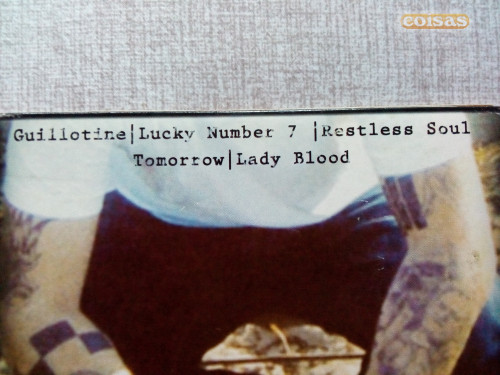 coisas
Guillotine|Lucky Number 7 |Restless Soul
Tomorrow|Lady Blood